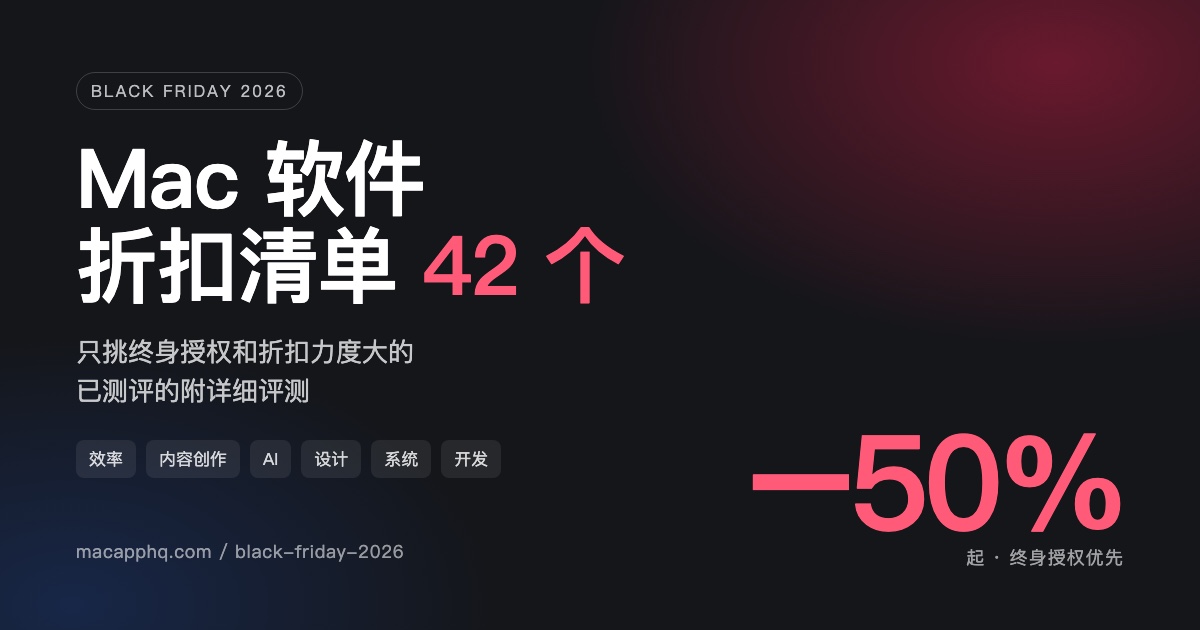 BLACK FRIDAY 2026
Mac 软件
折扣清单 42 个
只挑终身授权和折扣力度大的
已测评的附详细评测
效率 内容创作 AI 设计 系统 开发
macapphq.com / black-friday-2026
—50%
起 · 终身授权优先